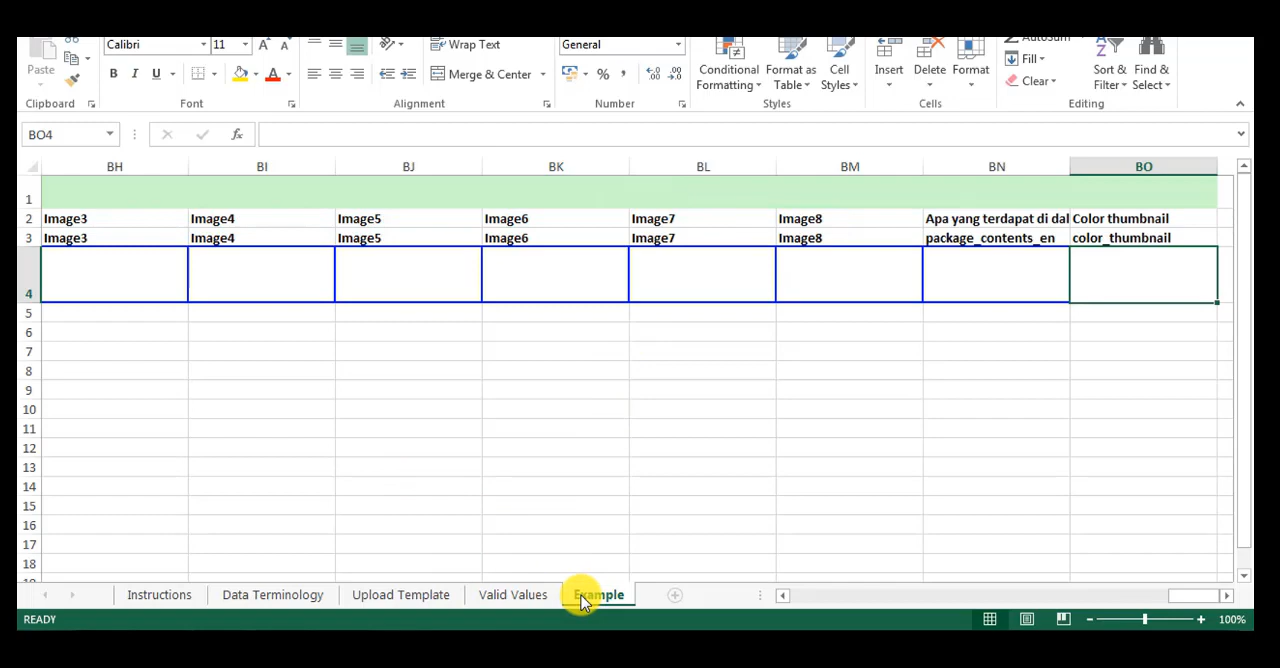 AutoSum
Calibri 11 A A Wrap Text General
Paste B I U A Merge & Center % , Conditional Formatting Format as Table Cell Styles Insert Delete Format Fill Clear Sort & Filter Find & Select
Clipboard Font Alignment Number Styles Cells Editing
BO4 fx
BH BI BJ BK BL BM BN BO
1
2 Image3 Image4 Image5 Image6 Image7 Image8 Apa yang terdapat di dal Color thumbnail
3 Image3 Image4 Image5 Image6 Image7 Image8 package_contents_en color_thumbnail
4
5
6
7
8
9
10
11
12
13
14
15
16
17
18
Instructions Data Terminology Upload Template Valid Values Example
READY 100%